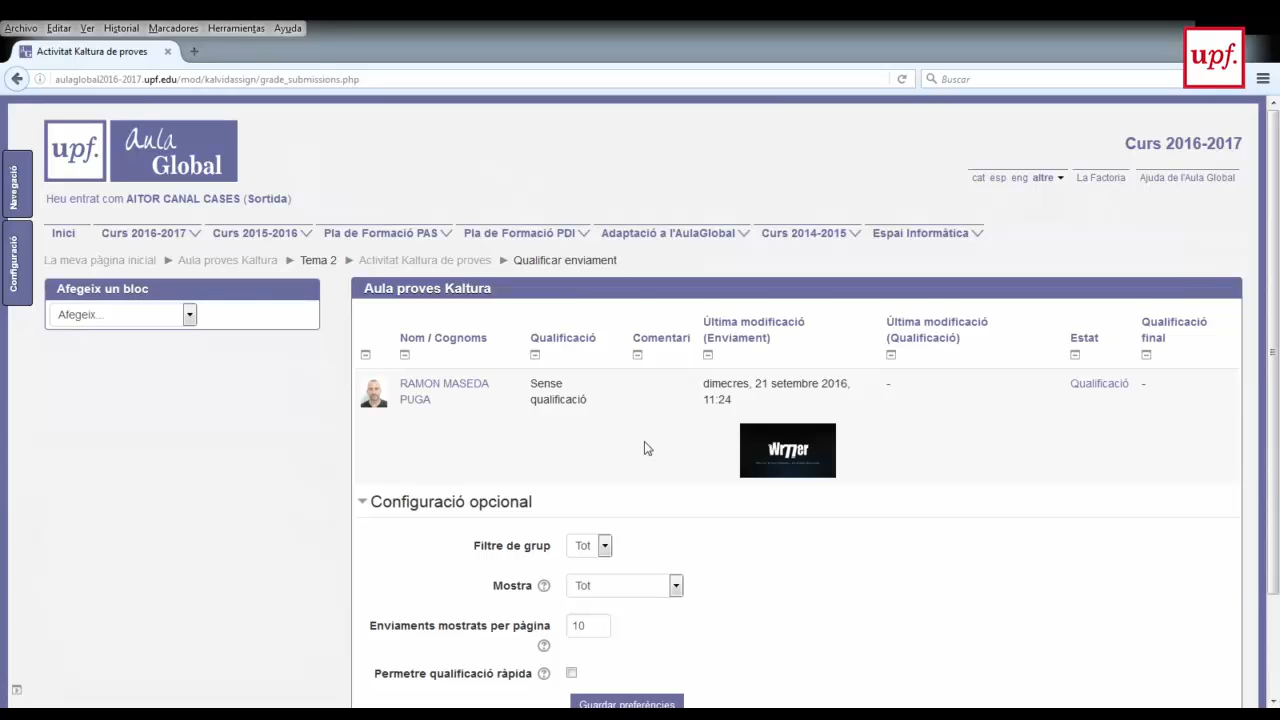 Archivo Editar Ver Historial Marcadores Herramientas Ayuda
Activitat Kaltura de proves
upf.
aulaglobal2016-2017.upf.edu/mod/kalvidassign/grade_submissions.php
Buscar
upf. Aula Global
Curs 2016-2017
cat esp eng altre La Factoria Ajuda de l'Aula Global
Navegació
Configuració
Heu entrat com AITOR CANAL CASES (Sortida)
Inici Curs 2016-2017 Curs 2015-2016 Pla de Formació PAS Pla de Formació PDI Adaptació a l'AulaGlobal Curs 2014-2015 Espai Informàtica
La meva pàgina inicial Aula proves Kaltura Tema 2 Activitat Kaltura de proves Qualificar enviament
Afegeix un bloc
Afegeix...
Aula proves Kaltura
Nom / Cognoms Qualificació Comentari Última modificació (Enviament) Última modificació (Qualificació) Estat Qualificació final
RAMON MASEDA PUGA Sense qualificació dimecres, 21 setembre 2016, 11:24 - Qualificació -
Configuració opcional
Filtre de grup Tot
Mostra Tot
Enviaments mostrats per pàgina 10
Permetre qualificació ràpida
Guardar preferències